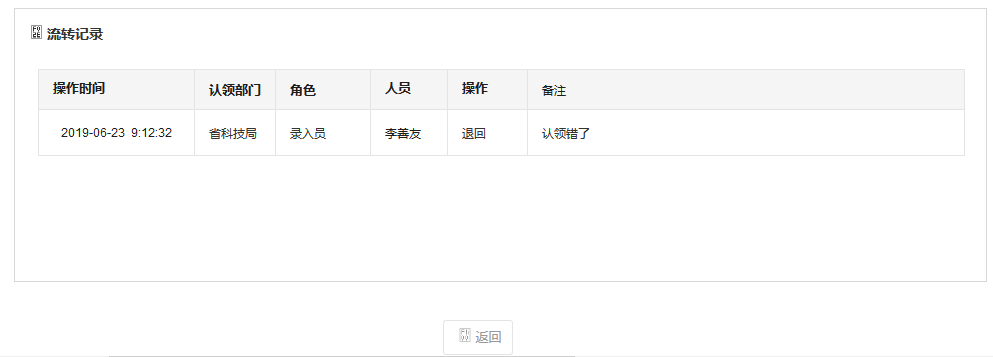 流转记录
操作时间 认领部门 角色 人员 操作 备注
2019-06-23 9:12:32 省科技局 录入员 李善友 退回 认领错了
返回